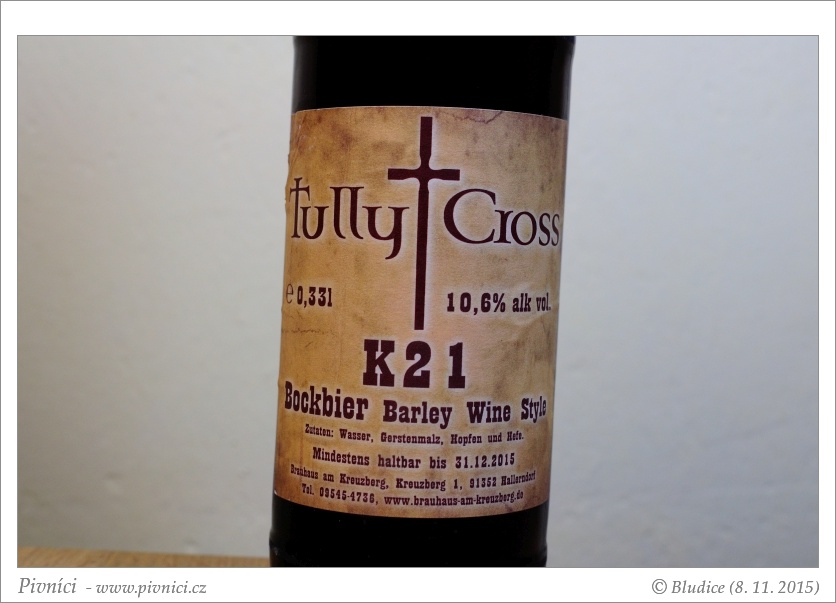 Tully Cross
e 0,33l 10,6% alk vol.
K21
Bockbier Barley Wine Style
Zutaten: Wasser, Gerstenmalz, Hopfen und Hefe.
Mindestens haltbar bis 31.12.2015
Brauhaus am Kreuzberg, Kreuzberg 1, 91352 Hallerndorf
Tel. 09545-4736, www.brauhaus-am-kreuzberg.de
Pivníci - www.pivnici.cz © Bludice (8. 11. 2015)